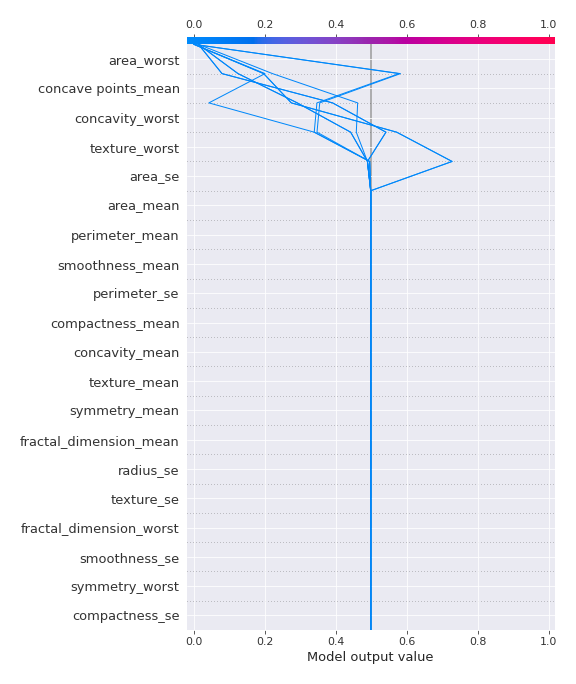 0.0 0.2 0.4 0.6 0.8 1.0
area_worst
concave points_mean
concavity_worst
texture_worst
area_se
area_mean
perimeter_mean
smoothness_mean
perimeter_se
compactness_mean
concavity_mean
texture_mean
symmetry_mean
fractal_dimension_mean
radius_se
texture_se
fractal_dimension_worst
smoothness_se
symmetry_worst
compactness_se
0.0 0.2 0.4 0.6 0.8 1.0
Model output value